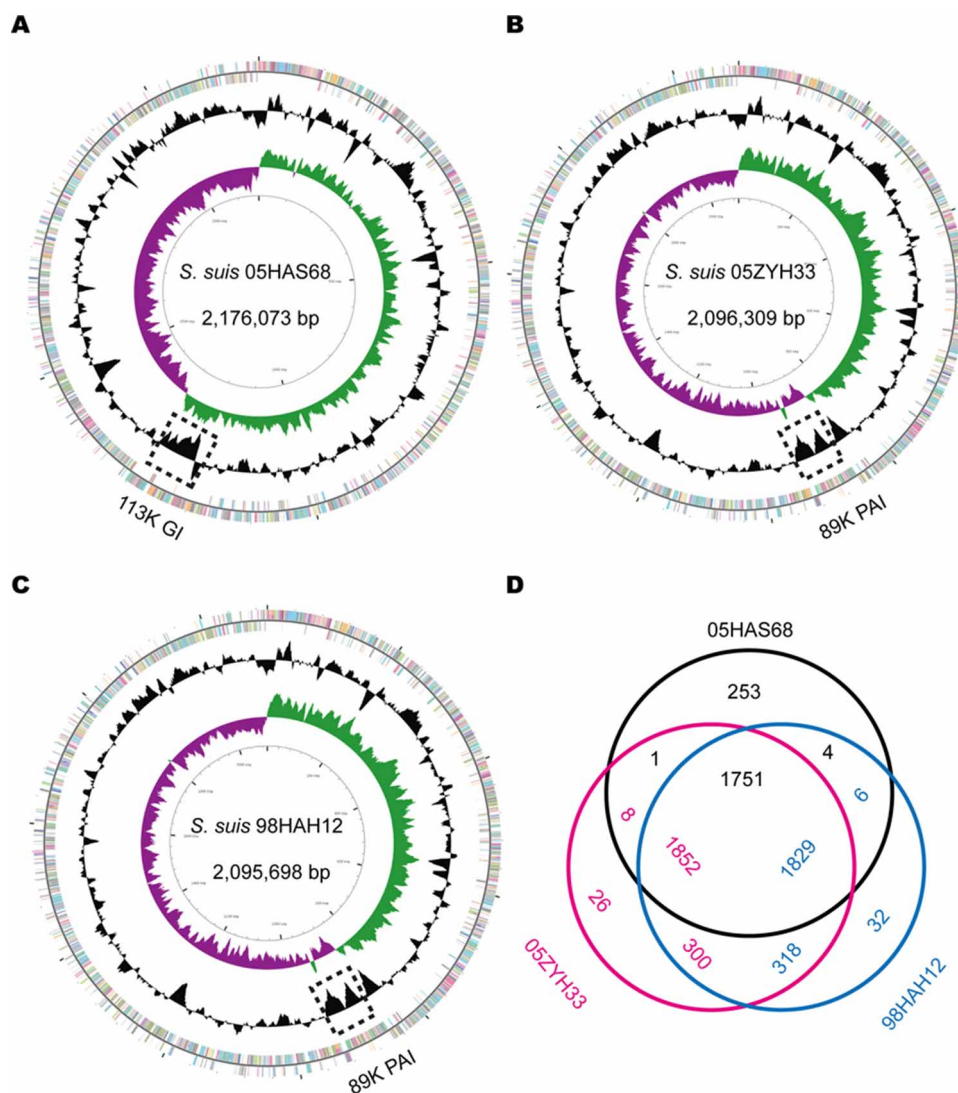 A
S. suis 05HAS68
2,176,073 bp
113K GI
B
S. suis 05ZYH33
2,096,309 bp
89K PAI
C
S. suis 98HAH12
2,095,698 bp
89K PAI
D
05HAS68
253
1
4
1751
8
6
1852
1829
26
32
300
318
05ZYH33
98HAH12